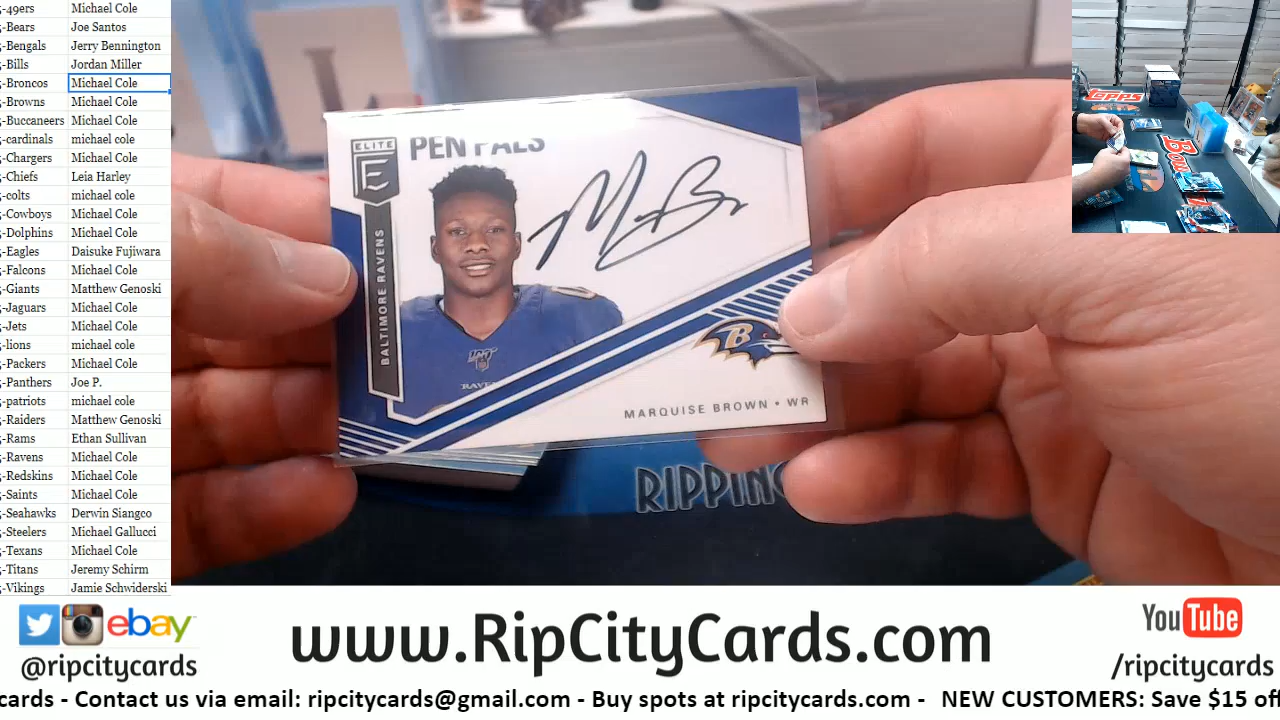 -49ers Michael Cole
-Bears Joe Santos
-Bengals Jerry Bennington
-Bills Jordan Miller
-Broncos Michael Cole
-Browns Michael Cole
-Buccaneers Michael Cole
-cardinals michael cole
-Chargers Michael Cole
-Chiefs Leia Harley
-colts michael cole
-Cowboys Michael Cole
-Dolphins Michael Cole
-Eagles Daisuke Fujiwara
-Falcons Michael Cole
-Giants Matthew Genoski
-Jaguars Michael Cole
-Jets Michael Cole
-lions michael cole
-Packers Michael Cole
-Panthers Joe P.
-patriots michael cole
-Raiders Matthew Genoski
-Rams Ethan Sullivan
-Ravens Michael Cole
-Redskins Michael Cole
-Saints Michael Cole
-Seahawks Derwin Siangco
-Steelers Michael Gallucci
-Texans Michael Cole
-Titans Jeremy Schirm
-Vikings Jamie Schwiderski
ELITE
E
PEN PALS
BALTIMORE RAVENS
B
MARQUISE BROWN • WR
RIPPING
Topps
ebay
@ripcitycards
www.RipCityCards.com
YouTube
/ripcitycards
cards - Contact us via email: ripcitycards@gmail.com - Buy spots at ripcitycards.com - NEW CUSTOMERS: Save $15 off